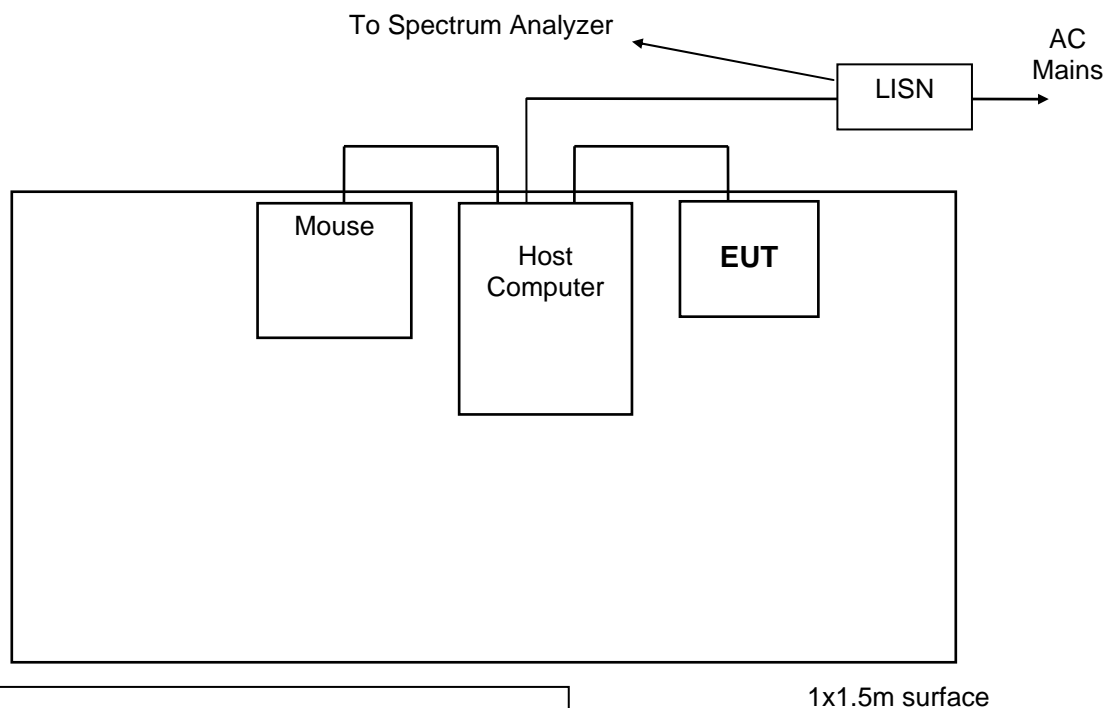 To Spectrum Analyzer
AC
Mains
LISN
Mouse
Host
Computer
EUT
1x1.5m surface